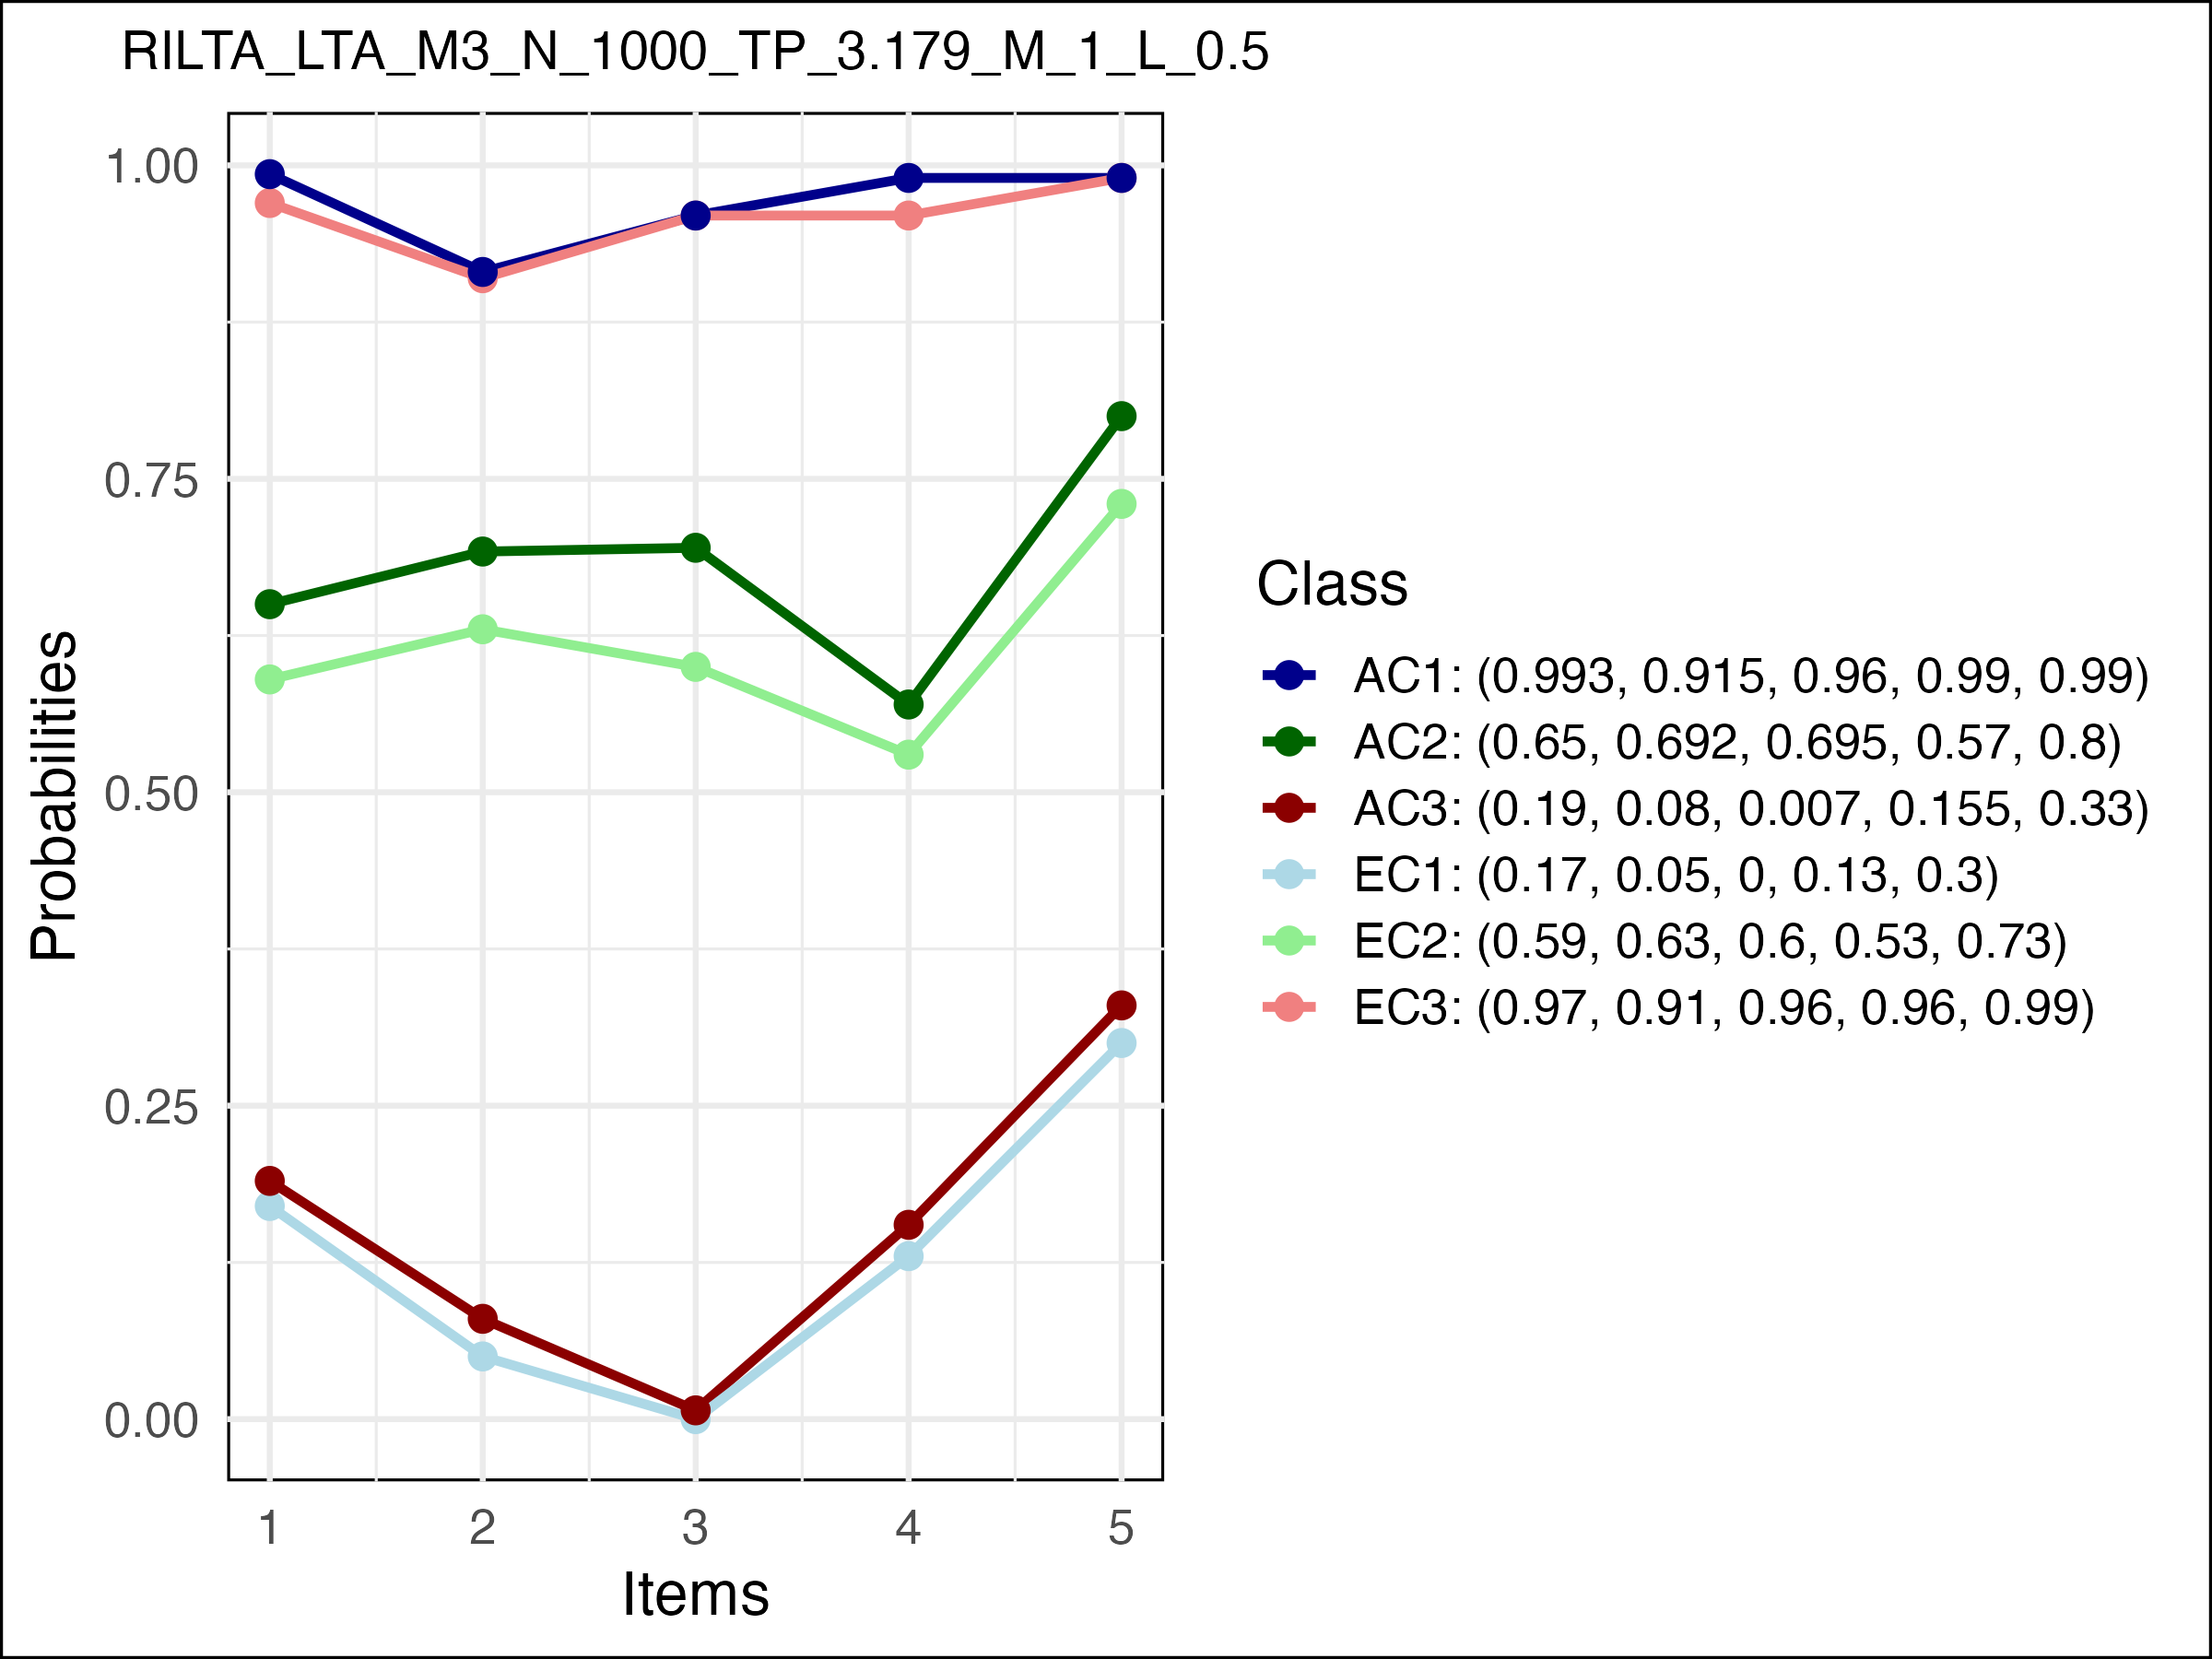 RILTA_LTA_M3_N_1000_TP_3.179_M_1_L_0.5
1.00
0.75
0.50
0.25
0.00
Probabilities
1 2 3 4 5
Items
Class
AC1: (0.993, 0.915, 0.96, 0.99, 0.99)
AC2: (0.65, 0.692, 0.695, 0.57, 0.8)
AC3: (0.19, 0.08, 0.007, 0.155, 0.33)
EC1: (0.17, 0.05, 0, 0.13, 0.3)
EC2: (0.59, 0.63, 0.6, 0.53, 0.73)
EC3: (0.97, 0.91, 0.96, 0.96, 0.99)